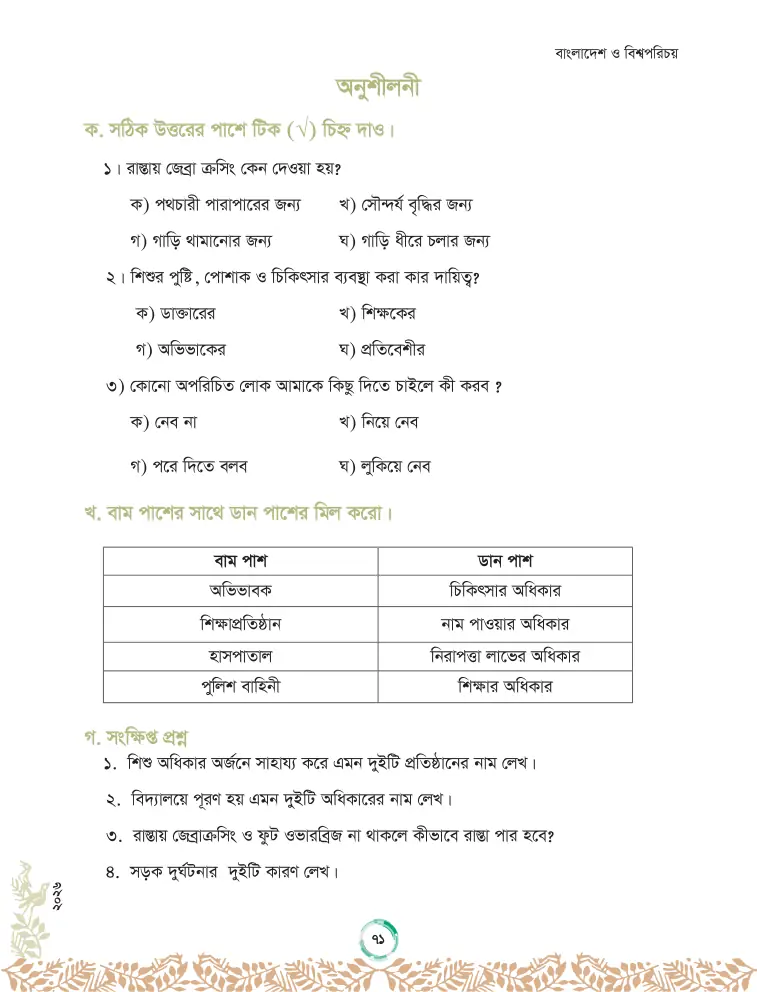 বাংলাদেশ ও বিশ্বপরিচয়
অনুশীলনী
ক. সঠিক উত্তরের পাশে টিক (√) চিহ্ন দাও।
১। রাস্তায় জেব্রা ক্রসিং কেন দেওয়া হয়?
ক) পথচারী পারাপারের জন্য খ) সৌন্দর্য বৃদ্ধির জন্য
গ) গাড়ি থামানোর জন্য ঘ) গাড়ি ধীরে চলার জন্য
২। শিশুর পুষ্টি, পোশাক ও চিকিৎসার ব্যবস্থা করা কার দায়িত্ব?
ক) ডাক্তারের খ) শিক্ষকের
গ) অভিভাকের ঘ) প্রতিবেশীর
৩) কোনো অপরিচিত লোক আমাকে কিছু দিতে চাইলে কী করব ?
ক) নেব না খ) নিয়ে নেব
গ) পরে দিতে বলব ঘ) লুকিয়ে নেব
খ. বাম পাশের সাথে ডান পাশের মিল করো।
বাম পাশ ডান পাশ
অভিভাবক চিকিৎসার অধিকার
শিক্ষাপ্রতিষ্ঠান নাম পাওয়ার অধিকার
হাসপাতাল নিরাপত্তা লাভের অধিকার
পুলিশ বাহিনী শিক্ষার অধিকার
গ. সংক্ষিপ্ত প্রশ্ন
১. শিশু অধিকার অর্জনে সাহায্য করে এমন দুইটি প্রতিষ্ঠানের নাম লেখ।
২. বিদ্যালয়ে পূরণ হয় এমন দুইটি অধিকারের নাম লেখ।
৩. রাস্তায় জেব্রাক্রসিং ও ফুট ওভারব্রিজ না থাকলে কীভাবে রাস্তা পার হবে?
৪. সড়ক দুর্ঘটনার দুইটি কারণ লেখ।
২০২৬
৭১